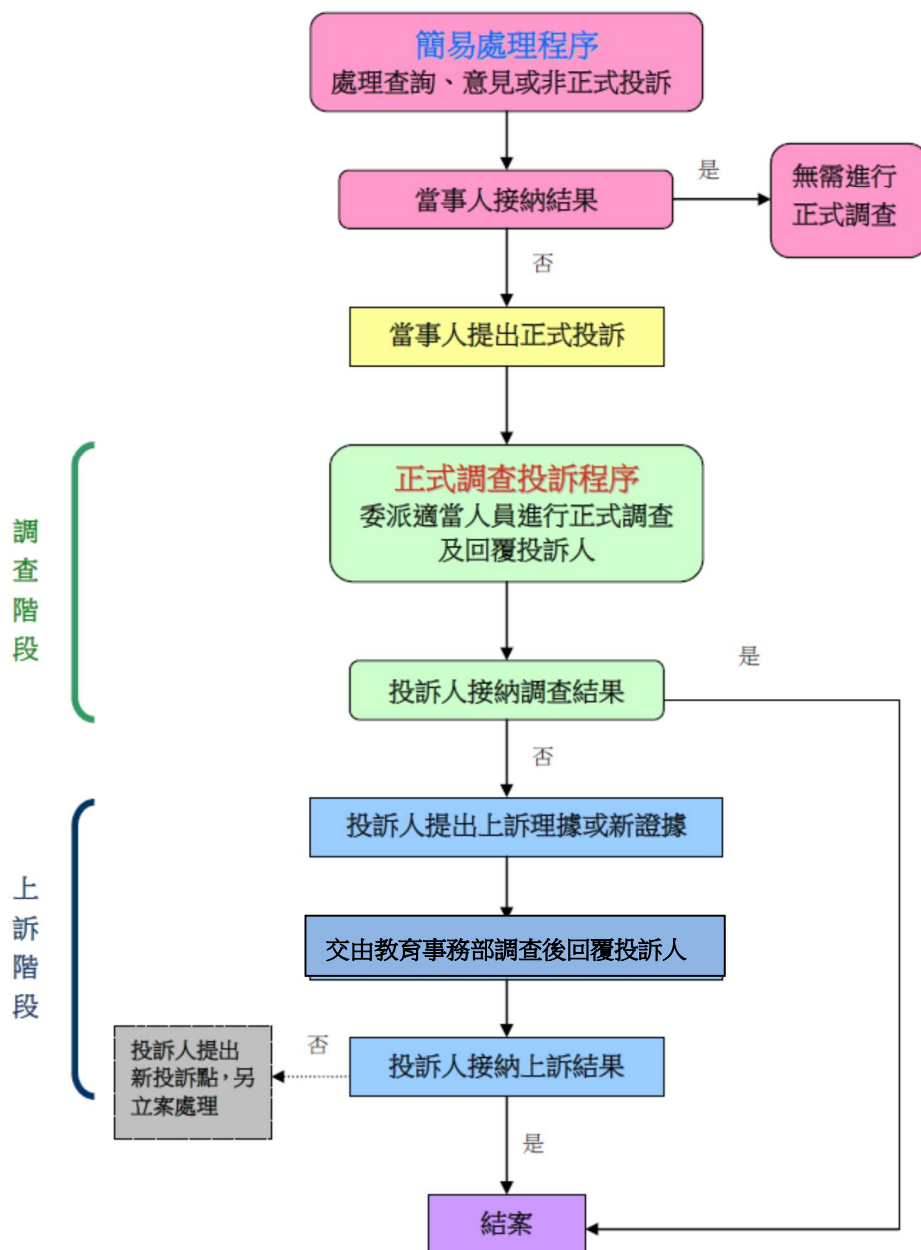 簡易處理程序
處理查詢、意見或非正式投訴
當事人接納結果
是
無需進行
正式調查
否
當事人提出正式投訴
調
查
階
段
正式調查投訴程序
委派適當人員進行正式調查
及回覆投訴人
投訴人接納調查結果
是
否
上
訴
階
段
投訴人提出上訴理據或新證據
交由教育事務部調查後回覆投訴人
投訴人接納上訴結果
否
投訴人提出
新投訴點，另
立案處理
是
結案